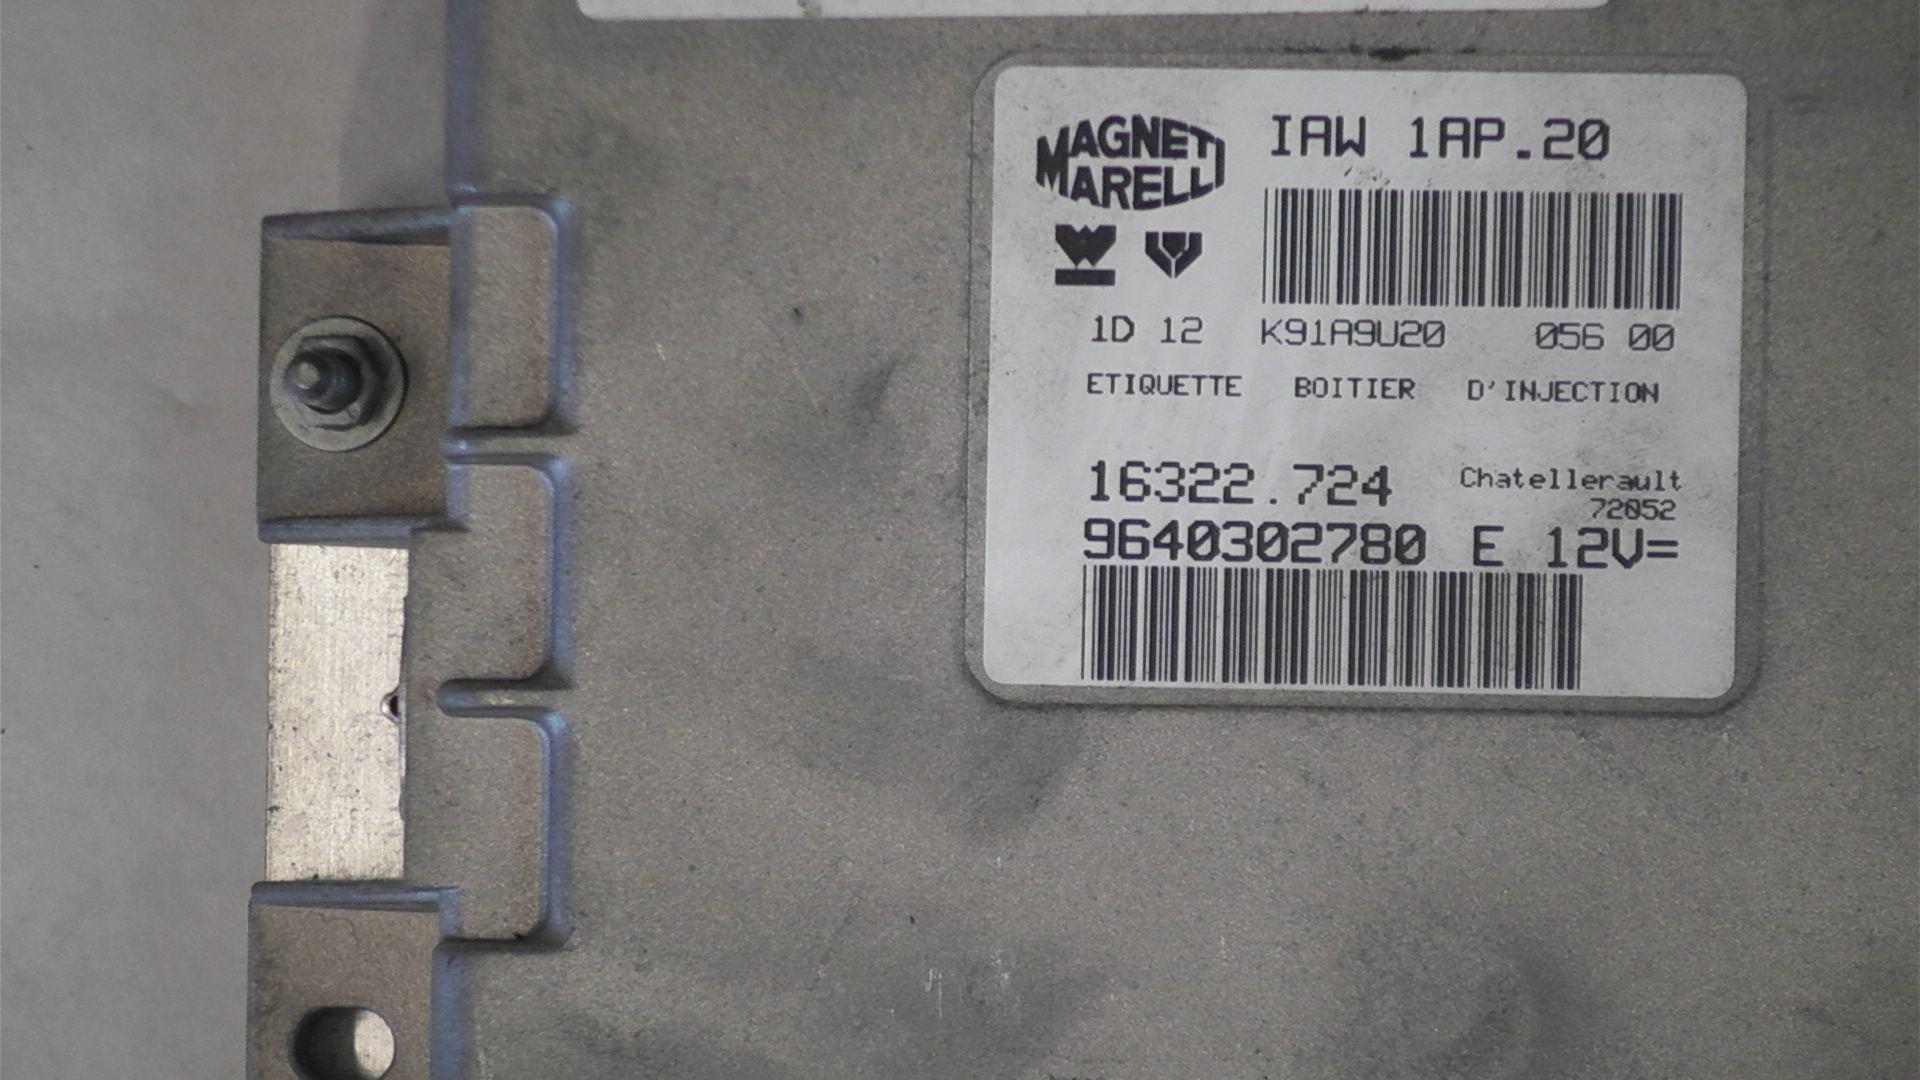 MAGNETI
MARELLI
IAW 1AP.20
1D 12 K91A9U20 056 00
ETIQUETTE BOITIER D'INJECTION
16322.724 Chatellerault
72052
9640302780 E 12V=